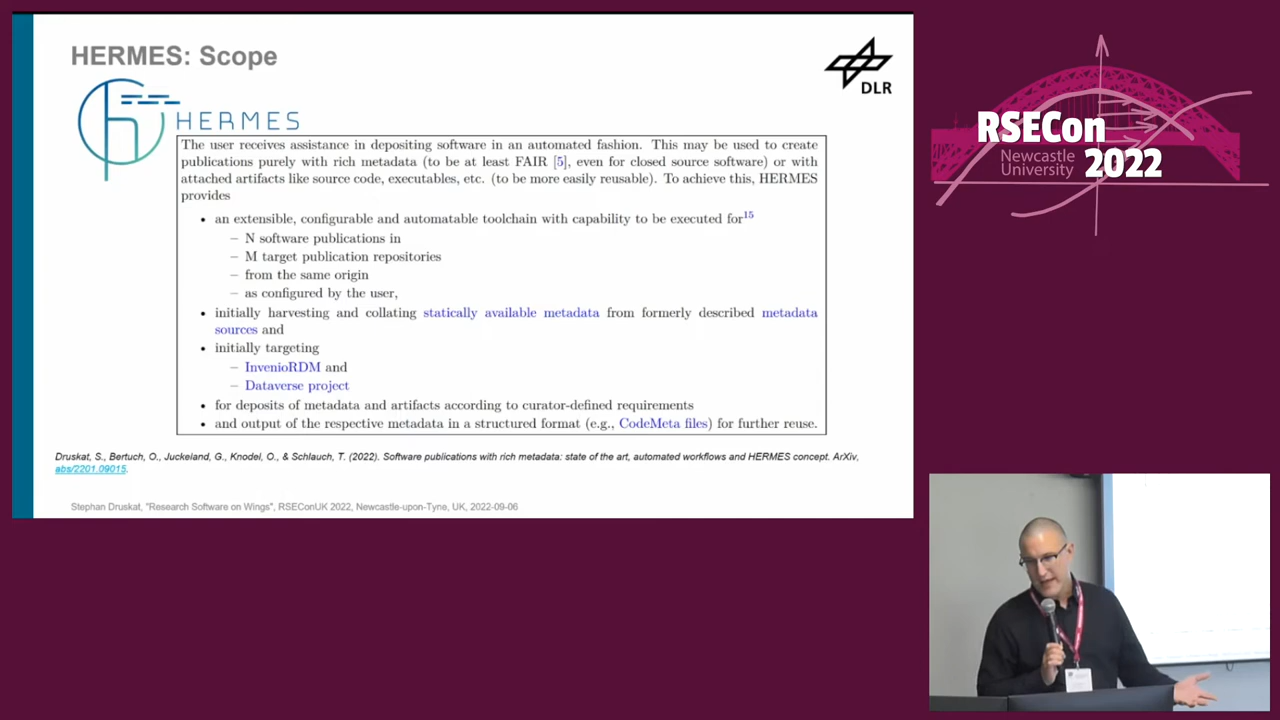 HERMES: Scope
DLR
HERMES
The user receives assistance in depositing software in an automated fashion. This may be used to create
publications purely with rich metadata (to be at least FAIR [5], even for closed source software) or with
attached artifacts like source code, executables, etc. (to be more easily reusable). To achieve this, HERMES
provides
• an extensible, configurable and automatable toolchain with capability to be executed for15
– N software publications in
– M target publication repositories
– from the same origin
– as configured by the user,
• initially harvesting and collating statically available metadata from formerly described metadata
sources and
• initially targeting
– InvenioRDM and
– Dataverse project
• for deposits of metadata and artifacts according to curator-defined requirements
• and output of the respective metadata in a structured format (e.g., CodeMeta files) for further reuse.
Druskat, S., Bertuch, O., Juckeland, G., Knodel, O., & Schlauch, T. (2022). Software publications with rich metadata: state of the art, automated workflows and HERMES concept. ArXiv,
abs/2201.09015.
Stephan Druskat, "Research Software on Wings", RSEConUK 2022, Newcastle-upon-Tyne, UK, 2022-09-06
RSECon
Newcastle
University
2022